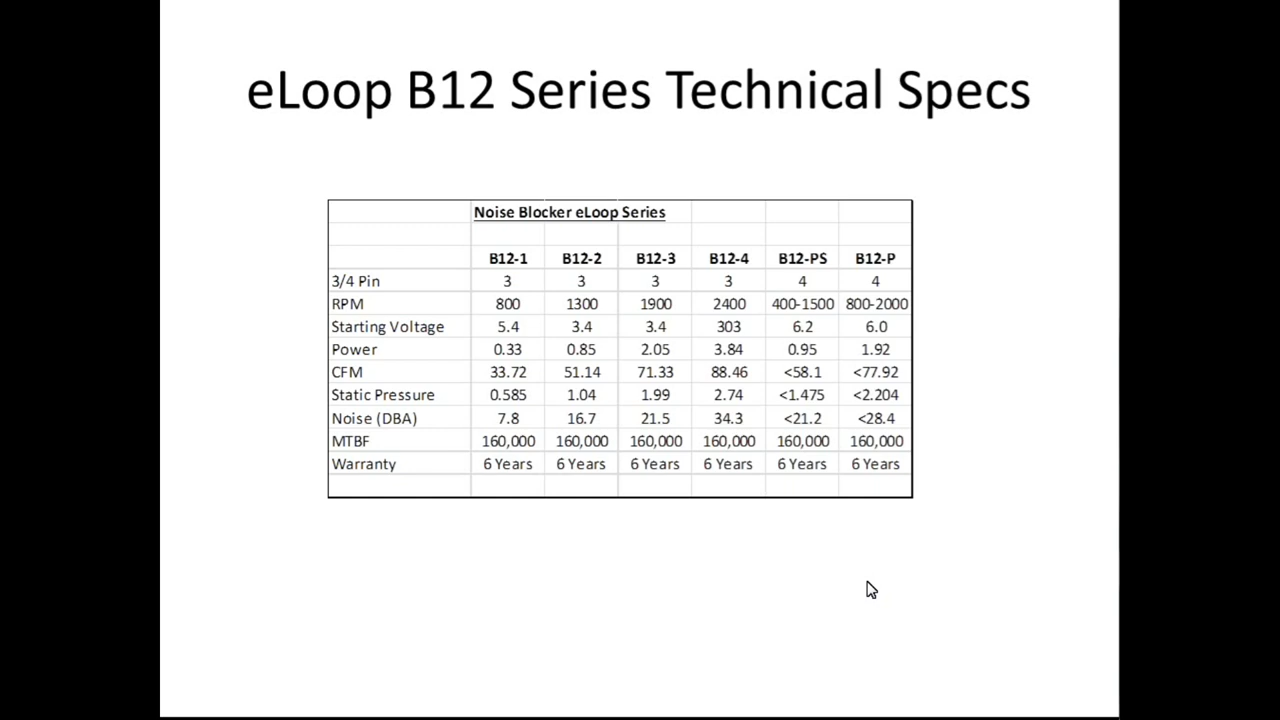 eLoop B12 Series Technical Specs
Noise Blocker eLoop Series
B12-1 B12-2 B12-3 B12-4 B12-PS B12-P
3/4 Pin 3 3 3 3 4 4
RPM 800 1300 1900 2400 400-1500 800-2000
Starting Voltage 5.4 3.4 3.4 303 6.2 6.0
Power 0.33 0.85 2.05 3.84 0.95 1.92
CFM 33.72 51.14 71.33 88.46 <58.1 <77.92
Static Pressure 0.585 1.04 1.99 2.74 <1.475 <2.204
Noise (DBA) 7.8 16.7 21.5 34.3 <21.2 <28.4
MTBF 160,000 160,000 160,000 160,000 160,000 160,000
Warranty 6 Years 6 Years 6 Years 6 Years 6 Years 6 Years